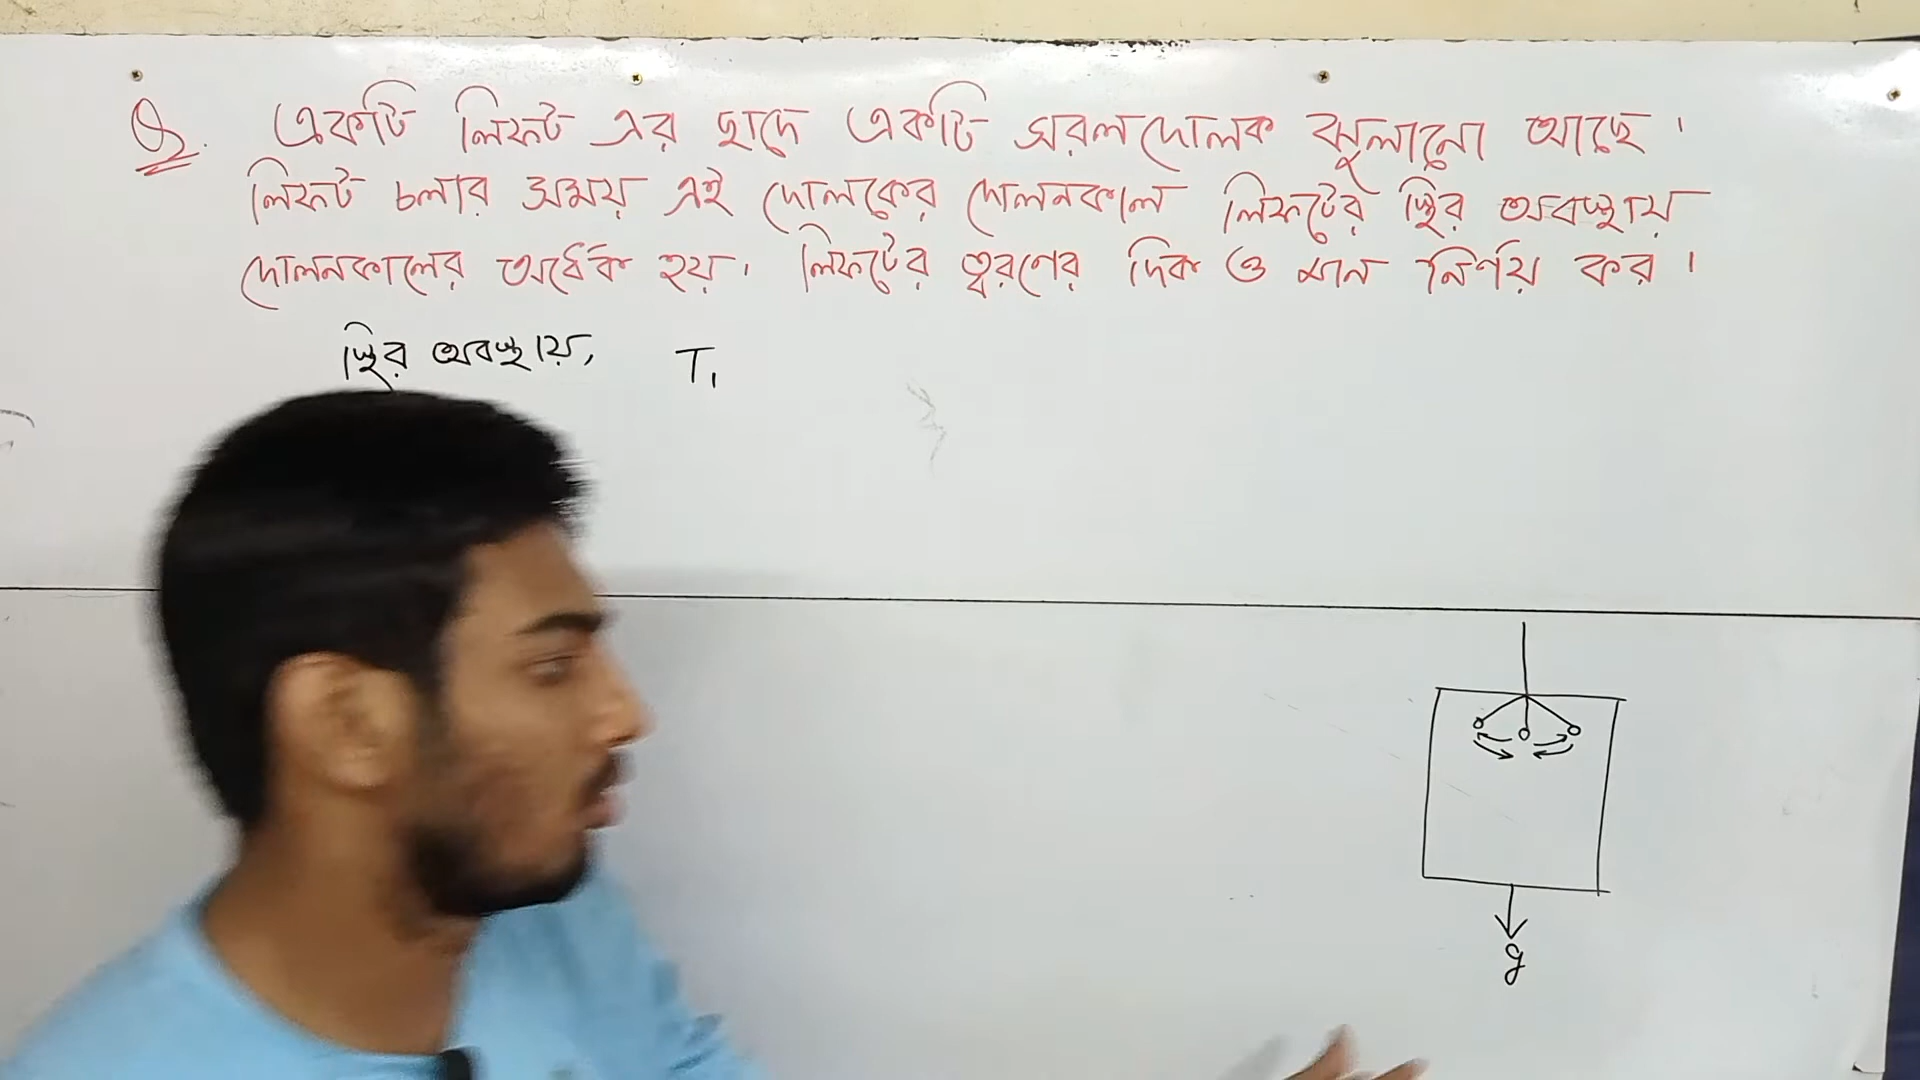 Q. একটি লিফট এর ছাদে একটি সরলদোলক ঝুলানো আছে।
লিফট চলার সময় এই দোলকের দোলনকাল লিফটের স্থির অবস্থায়
দোলনকালের অর্ধেক হয়। লিফটের ত্বরণের দিক ও মান নির্ণয় কর।
স্থির অবস্থায়, T₁
g